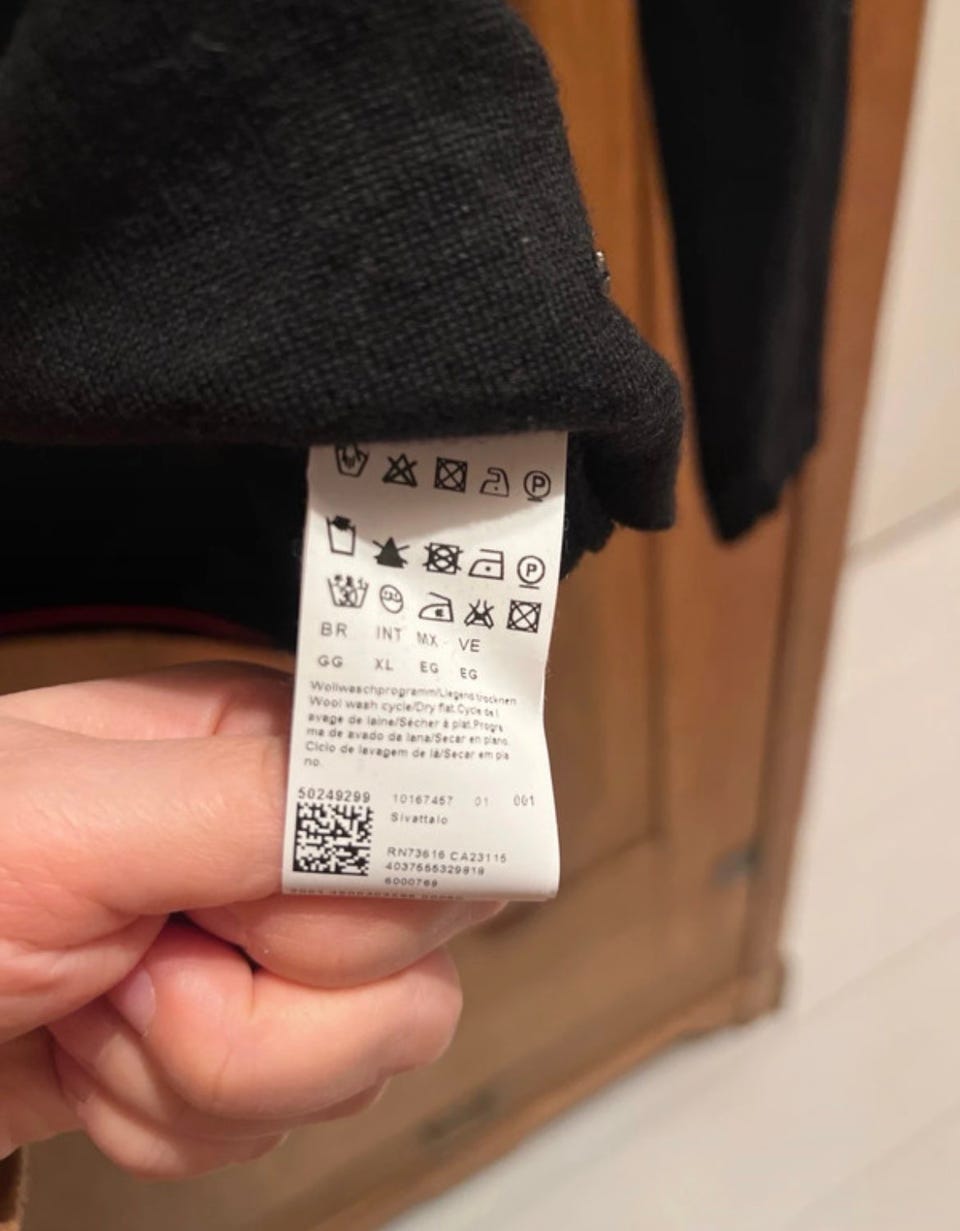 BR INT MX VE
GG XL EG EG
Wollwaschprogramm/Liegend trocknen
Wool wash cycle/Dry flat.Cycle de l
avage de laine/Sécher à plat.Progra
ma de avado de lana/Secar en plano.
Ciclo de lavagem de lã/Secar em pla
no.
50249299 10167457 01 001
Sivattalo
RN73616 CA23115
4037555329819
6000769